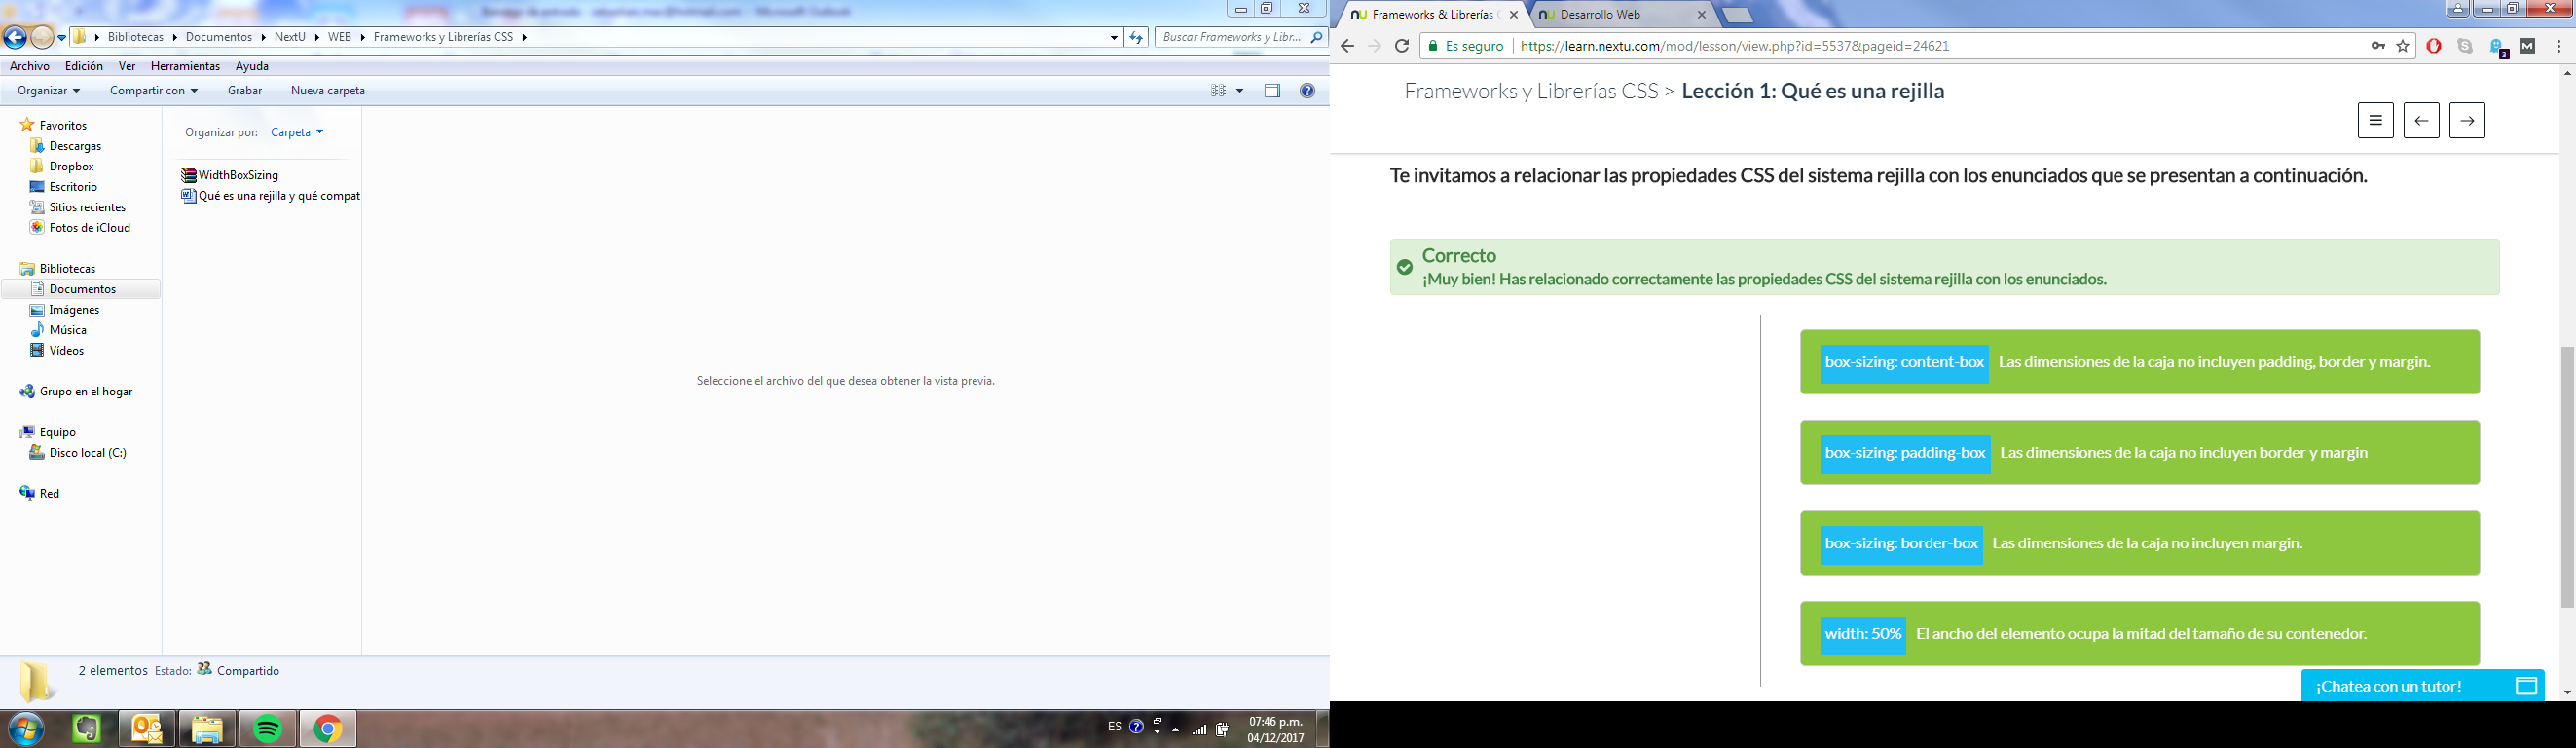 Bandeja de entrada - - Microsoft Outlook
Bibliotecas Documentos NextU WEB Frameworks y Librerías CSS
Buscar Frameworks y Libr...
Archivo Edición Ver Herramientas Ayuda
Organizar Compartir con Grabar Nueva carpeta
Favoritos
Descargas
Dropbox
Escritorio
Sitios recientes
Fotos de iCloud
Bibliotecas
Documentos
Imágenes
Música
Vídeos
Grupo en el hogar
Equipo
Disco local (C:)
Red
Organizar por: Carpeta
WidthBoxSizing
Qué es una rejilla y qué compat
Seleccione el archivo del que desea obtener la vista previa.
2 elementos Estado: Compartido
ES
07:46 p.m.
04/12/2017
Frameworks & Librerías
Desarrollo Web
Es seguro https://learn.nextu.com/mod/lesson/view.php?id=5537&pageid=24621
3
Frameworks y Librerías CSS > Lección 1: Qué es una rejilla
Te invitamos a relacionar las propiedades CSS del sistema rejilla con los enunciados que se presentan a continuación.
Correcto
¡Muy bien! Has relacionado correctamente las propiedades CSS del sistema rejilla con los enunciados.
box-sizing: content-box Las dimensiones de la caja no incluyen padding, border y margin.
box-sizing: padding-box Las dimensiones de la caja no incluyen border y margin
box-sizing: border-box Las dimensiones de la caja no incluyen margin.
width: 50% El ancho del elemento ocupa la mitad del tamaño de su contenedor.
¡Chatea con un tutor!